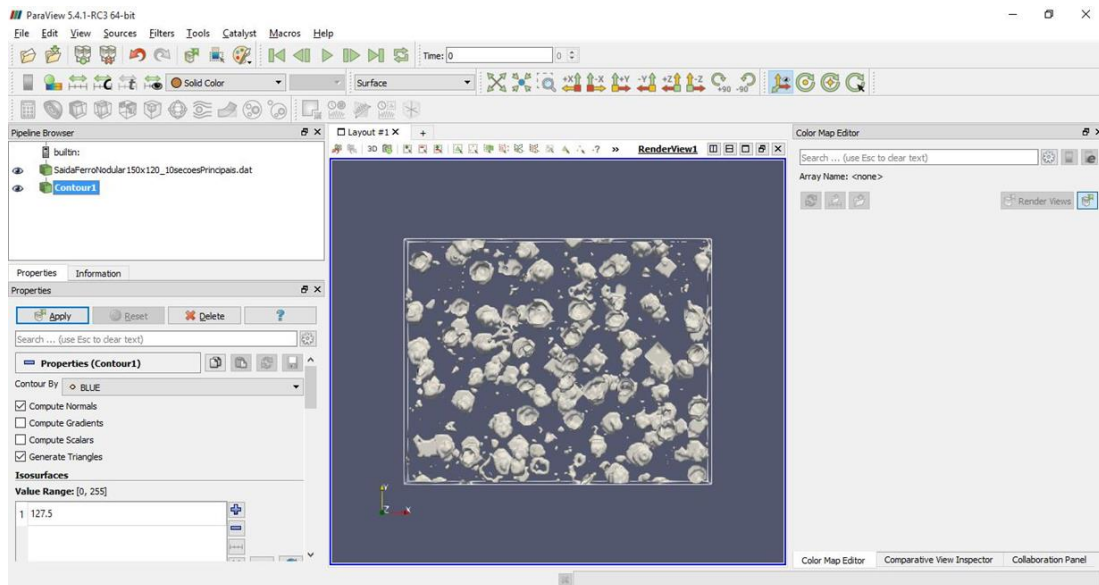 ParaView 5.4.1-RC3 64-bit
File Edit View Sources Filters Tools Catalyst Macros Help
Time: 0 0
Solid Color Surface +X -X +Y -Y +Z -Z +90 -90
Pipeline Browser
Layout #1 X +
Color Map Editor
builtin:
3D
RenderView1
Search ... (use Esc to clear text)
SaidaFerroNodular150x120_10secoesPrincipais.dat
Array Name: <none>
Contour1
Render Views
Properties Information
Properties
Apply Reset Delete ?
Search ... (use Esc to clear text)
Properties (Contour1)
Contour By BLUE
Compute Normals
Compute Gradients
Compute Scalars
Generate Triangles
Isosurfaces
Value Range: [0, 255]
1 127.5
Y
Z X
Color Map Editor Comparative View Inspector Collaboration Panel